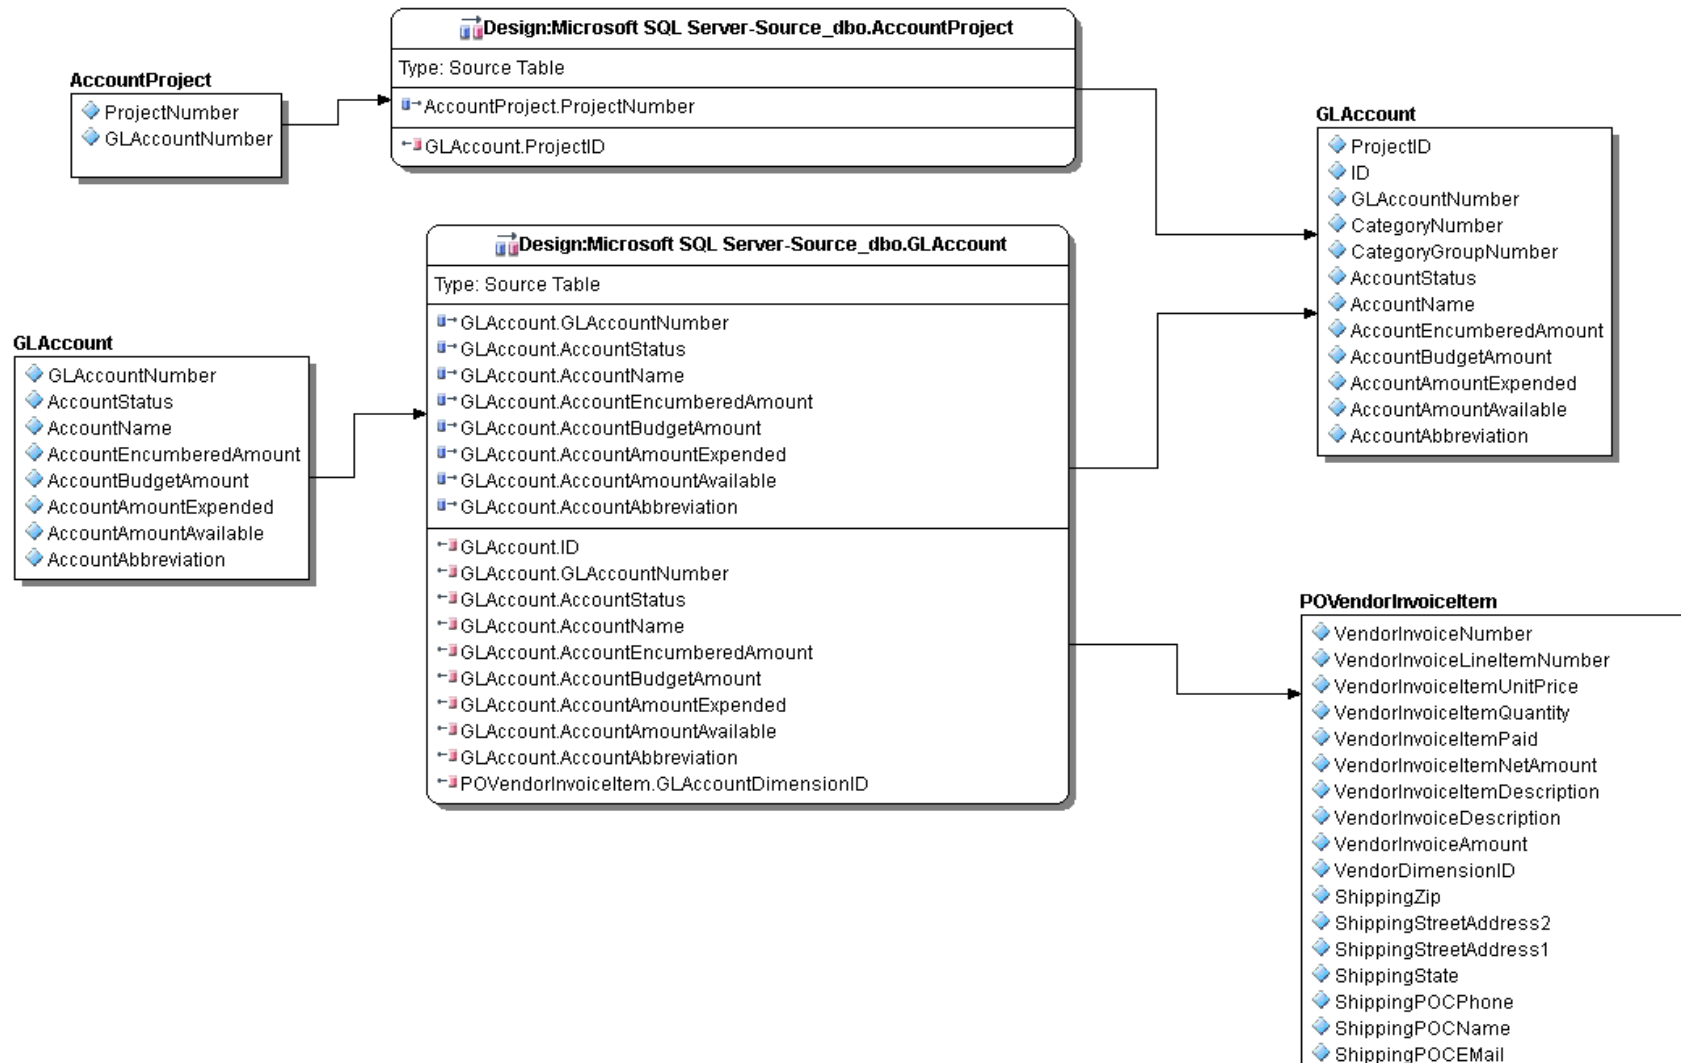 Design:Microsoft SQL Server-Source_dbo.AccountProject
Type: Source Table
AccountProject.ProjectNumber
GLAccount.ProjectID
AccountProject
ProjectNumber
GLAccountNumber
GLAccount
ProjectID
ID
GLAccountNumber
CategoryNumber
CategoryGroupNumber
AccountStatus
AccountName
AccountEncumberedAmount
AccountBudgetAmount
AccountAmountExpended
AccountAmountAvailable
AccountAbbreviation
Design:Microsoft SQL Server-Source_dbo.GLAccount
Type: Source Table
GLAccount.GLAccountNumber
GLAccount.AccountStatus
GLAccount.AccountName
GLAccount.AccountEncumberedAmount
GLAccount.AccountBudgetAmount
GLAccount.AccountAmountExpended
GLAccount.AccountAmountAvailable
GLAccount.AccountAbbreviation
GLAccount.ID
GLAccount.GLAccountNumber
GLAccount.AccountStatus
GLAccount.AccountName
GLAccount.AccountEncumberedAmount
GLAccount.AccountBudgetAmount
GLAccount.AccountAmountExpended
GLAccount.AccountAmountAvailable
GLAccount.AccountAbbreviation
POVendorInvoiceItem.GLAccountDimensionID
GLAccount
GLAccountNumber
AccountStatus
AccountName
AccountEncumberedAmount
AccountBudgetAmount
AccountAmountExpended
AccountAmountAvailable
AccountAbbreviation
POVendorInvoiceItem
VendorInvoiceNumber
VendorInvoiceLineItemNumber
VendorInvoiceItemUnitPrice
VendorInvoiceItemQuantity
VendorInvoiceItemPaid
VendorInvoiceItemNetAmount
VendorInvoiceItemDescription
VendorInvoiceDescription
VendorInvoiceAmount
VendorDimensionID
ShippingZip
ShippingStreetAddress2
ShippingStreetAddress1
ShippingState
ShippingPOCPhone
ShippingPOCName
ShippingPOCEMail